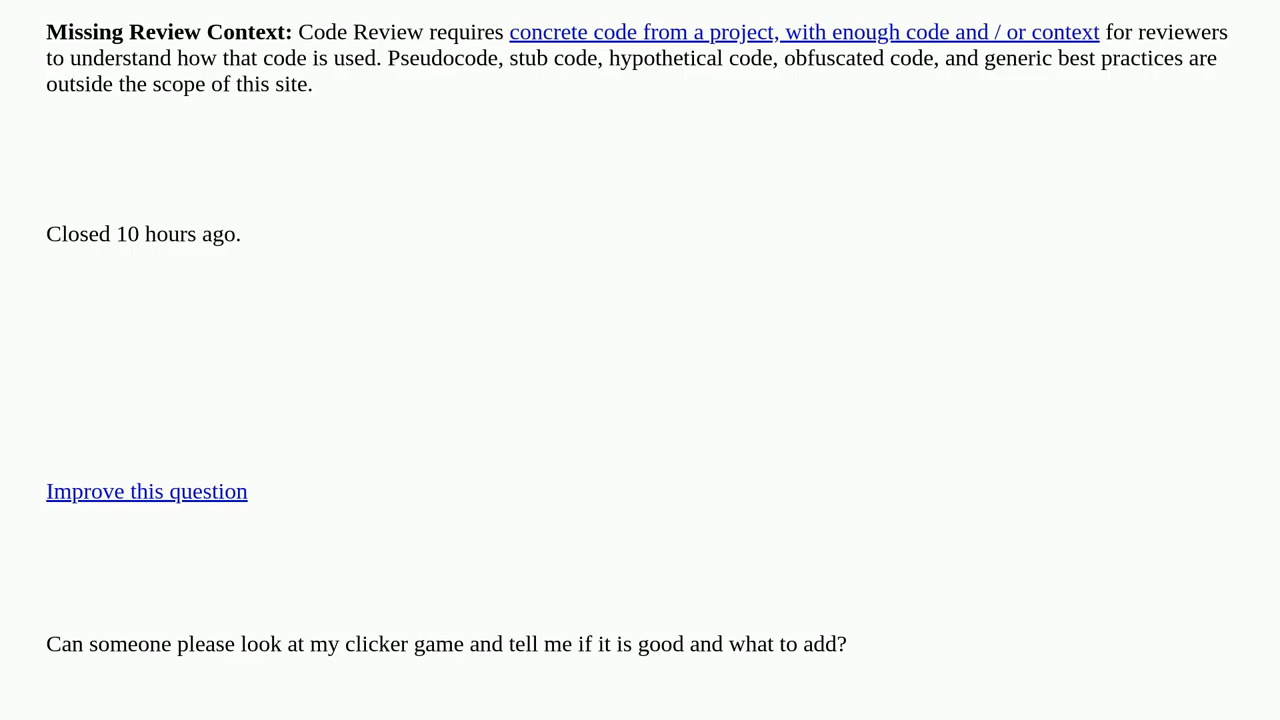 Missing Review Context: Code Review requires concrete code from a project, with enough code and / or context for reviewers
to understand how that code is used. Pseudocode, stub code, hypothetical code, obfuscated code, and generic best practices are
outside the scope of this site.
Closed 10 hours ago.
Improve this question
Can someone please look at my clicker game and tell me if it is good and what to add?